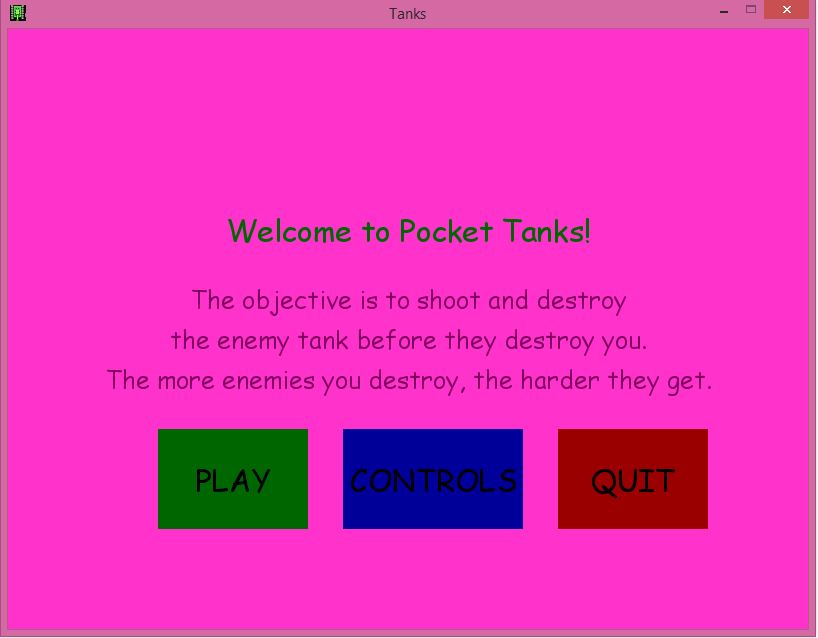 Tanks
Welcome to Pocket Tanks!
The objective is to shoot and destroy
the enemy tank before they destroy you.
The more enemies you destroy, the harder they get.
PLAY
CONTROLS
QUIT